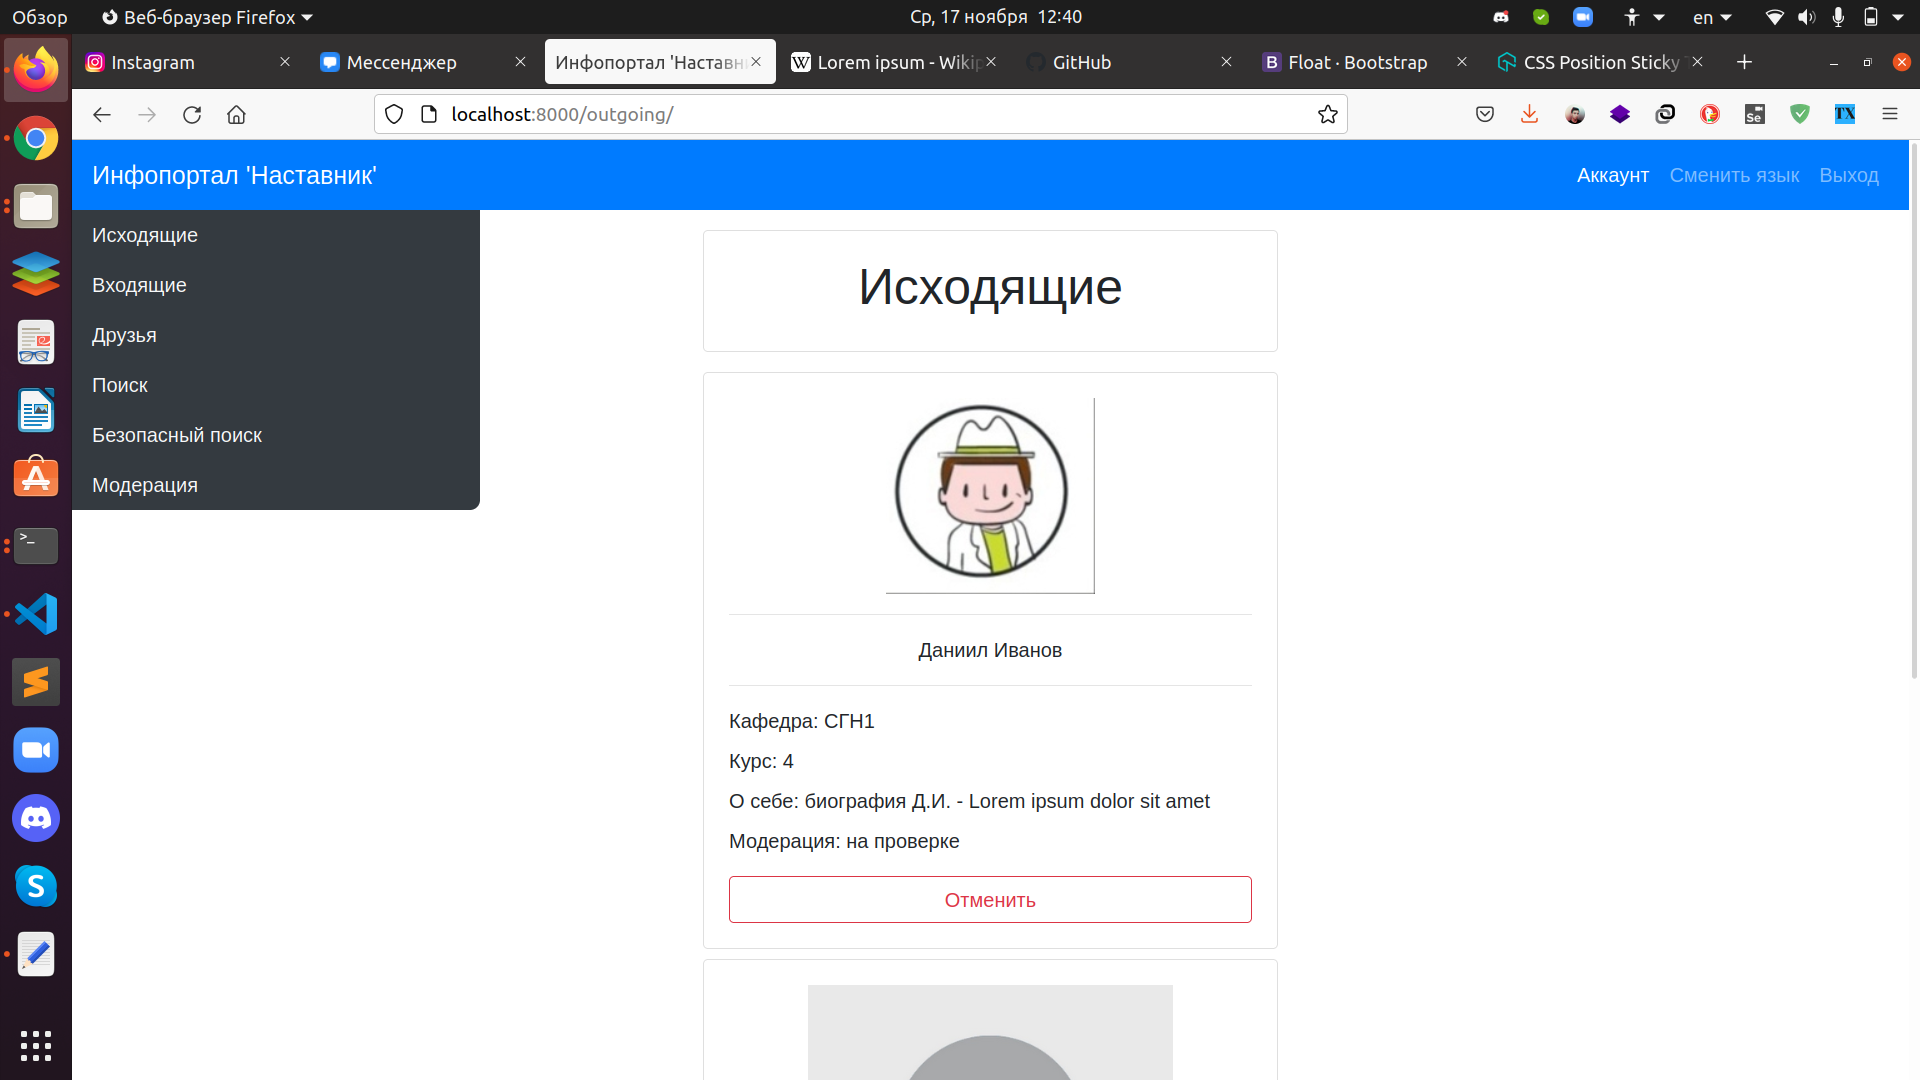 Обзор
Веб-браузер Firefox
Ср, 17 ноября 12:40
en
Instagram
Мессенджер
Инфопортал 'Наставн
Lorem ipsum - Wikip
GitHub
Float · Bootstrap
CSS Position Sticky T
localhost:8000/outgoing/
Se
TX
Инфопортал 'Наставник'
Аккаунт
Сменить язык
Выход
Исходящие
Входящие
Друзья
Поиск
Безопасный поиск
Модерация
Исходящие
Даниил Иванов
Кафедра: СГН1
Курс: 4
О себе: биография Д.И. - Lorem ipsum dolor sit amet
Модерация: на проверке
Отменить